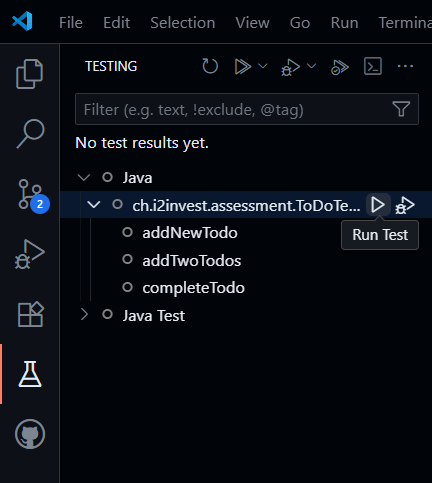 File Edit Selection View Go Run Termina
TESTING
Filter (e.g. text, !exclude, @tag)
No test results yet.
Java
ch.i2invest.assessment.ToDoTe...
Run Test
addNewTodo
addTwoTodos
completeTodo
Java Test
2